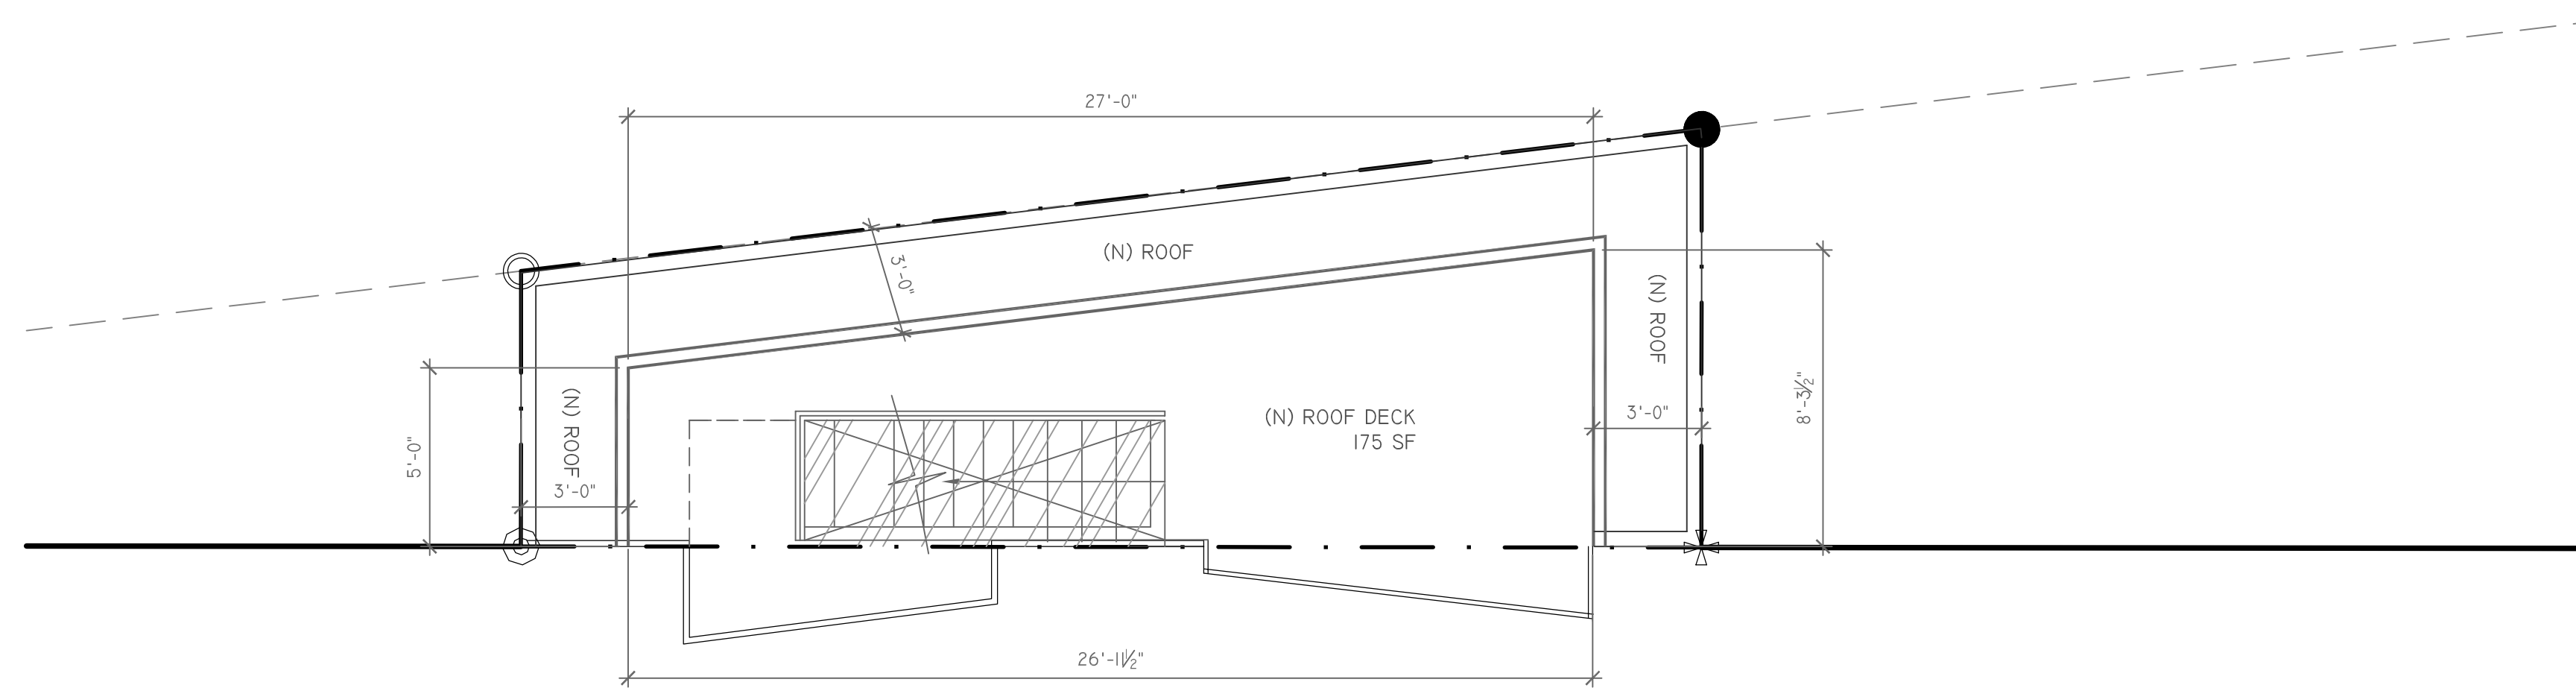 27'-0"
(N) ROOF
3'-0"
(N) ROOF
8'-3½"
(N) ROOF DECK
175 SF
3'-0"
(N) ROOF
5'-0"
3'-0"
26'-11½"